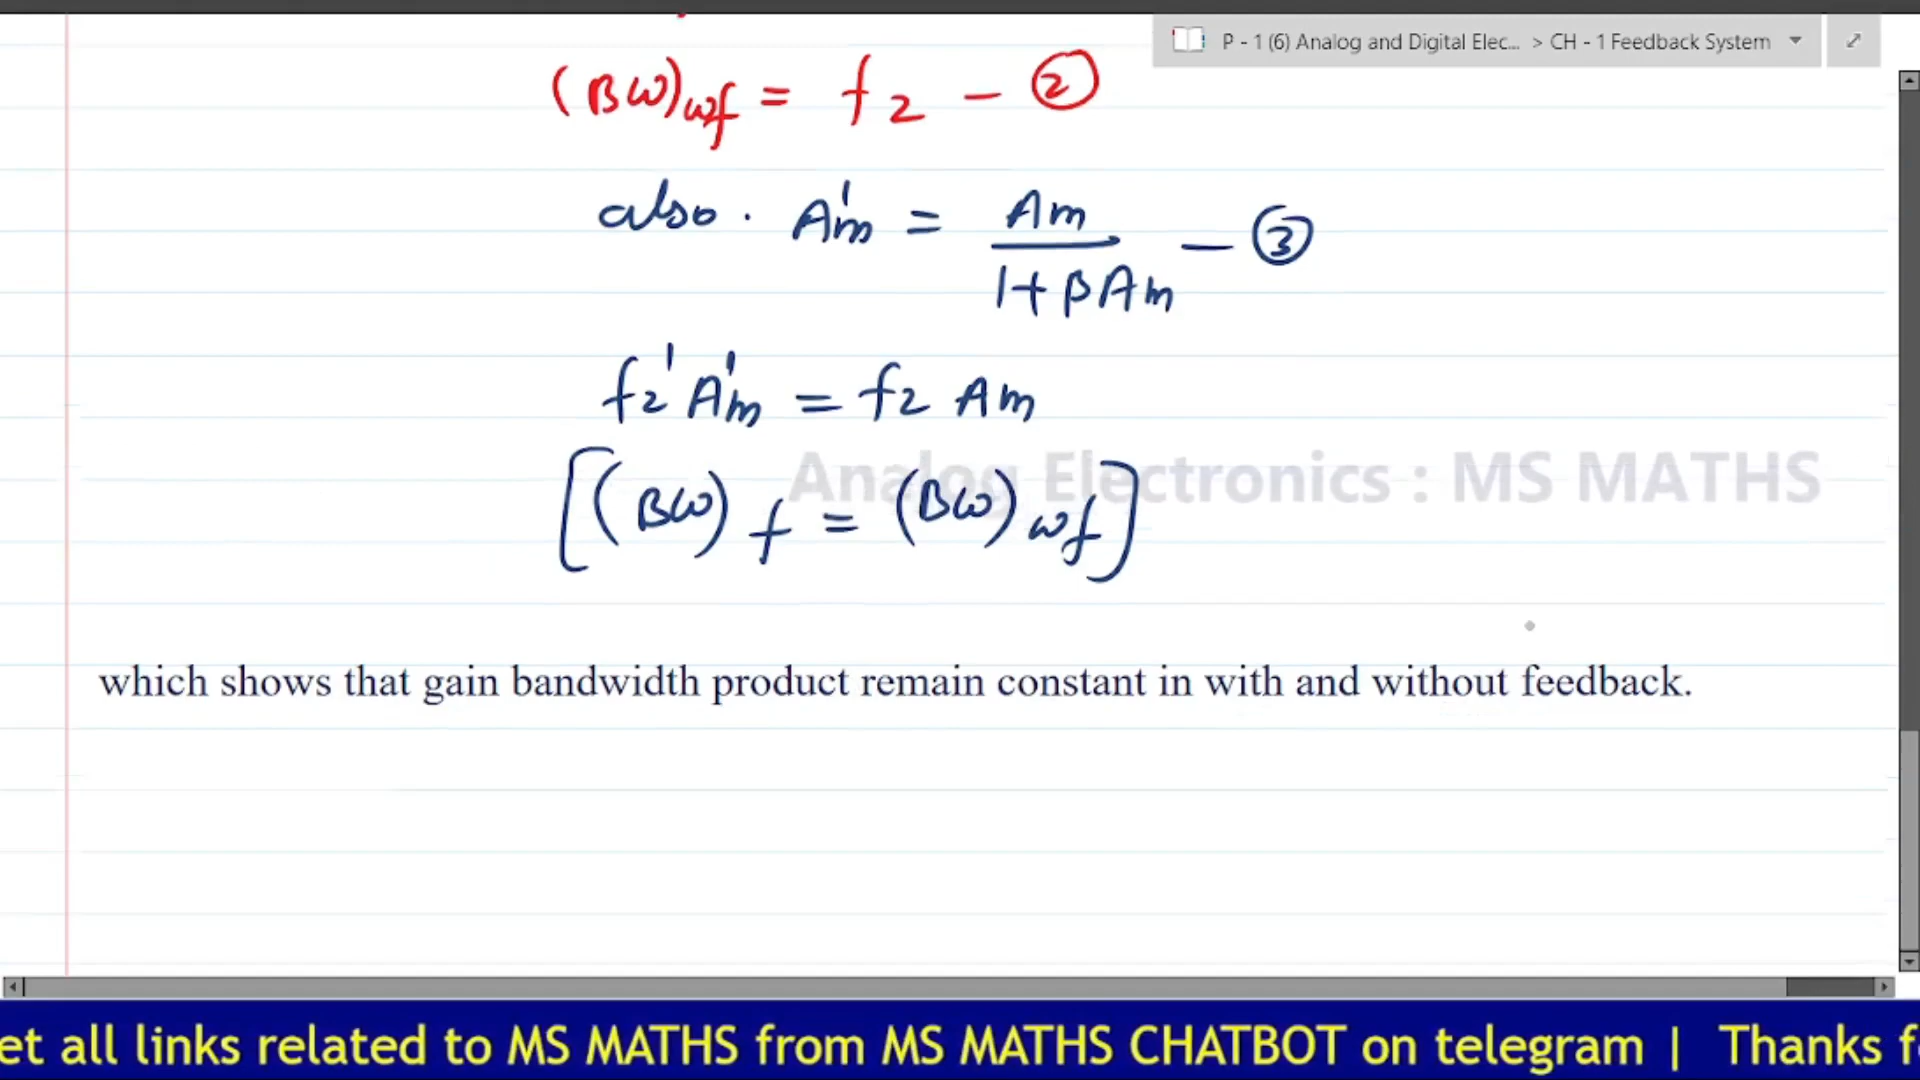 P - 1 (6) Analog and Digital Elec... > CH - 1 Feedback System
(BW)wf = f2 - ②
also . A'm = Am / 1+βAm - ③
f2' A'm = f2 Am
Analog Electronics : MS MATHS
[(BW)f = (BW)wf]
which shows that gain bandwidth product remain constant in with and without feedback.
et all links related to MS MATHS from MS MATHS CHATBOT on telegram | Thanks f